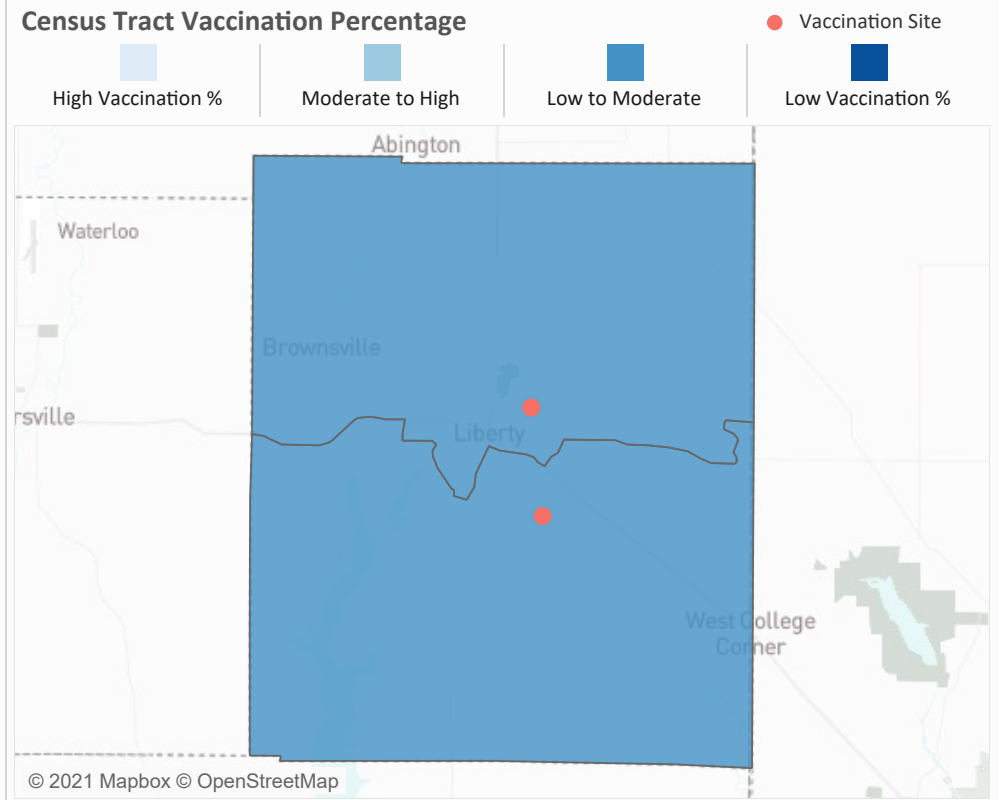 Census Tract Vaccination Percentage
Vaccination Site
High Vaccination %
Moderate to High
Low to Moderate
Low Vaccination %
Abington
Waterloo
Brownsville
rsville
Liberty
West College
Corner
© 2021 Mapbox © OpenStreetMap